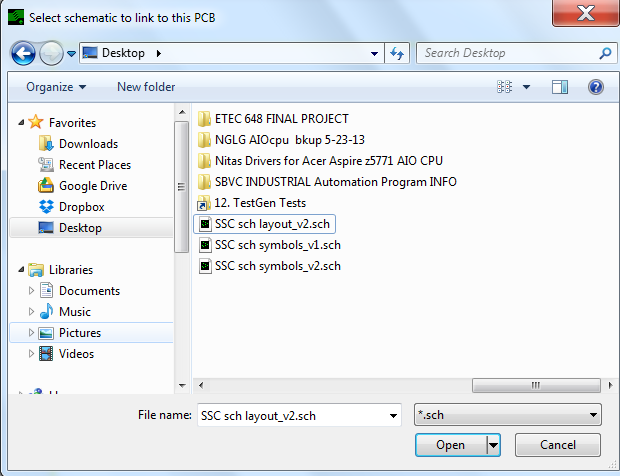 Select schematic to link to this PCB
Desktop
Search Desktop
Organize
New folder
Favorites
Downloads
Recent Places
Google Drive
Dropbox
Desktop
Libraries
Documents
Music
Pictures
Videos
ETEC 648 FINAL PROJECT
NGLG AIOcpu  bkup 5-23-13
Nitas Drivers for Acer Aspire z5771 AIO CPU
SBVC INDUSTRIAL Automation Program INFO
12. TestGen Tests
SSC sch layout_v2.sch
SSC sch symbols_v1.sch
SSC sch symbols_v2.sch
File name:
SSC sch layout_v2.sch
*.sch
Open
Cancel